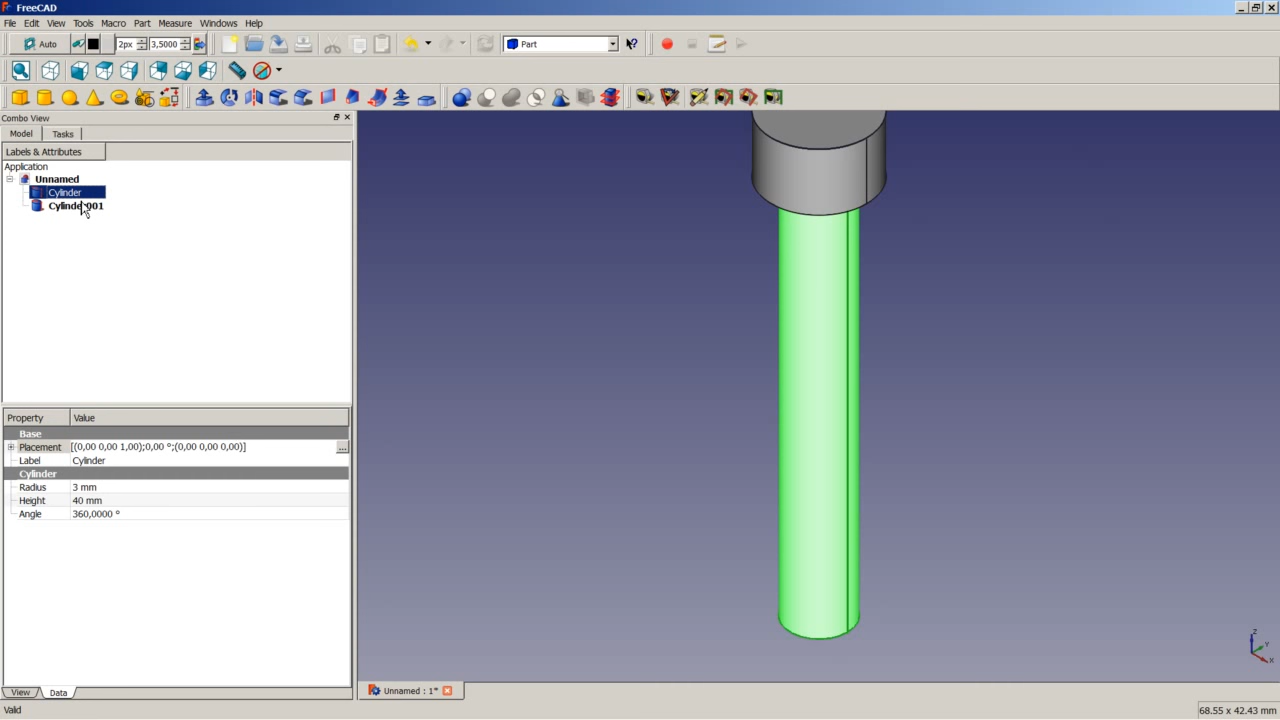 FreeCAD
File Edit View Tools Macro Part Measure Windows Help
Auto 2px 3,5000 Part
Combo View
Model Tasks
Labels & Attributes
Application
Unnamed
Cylinder
Property Value
Base
Placement [(0,00 0,00 1,00);0,00 °;(0,00 0,00 0,00)] ...
Label Cylinder
Cylinder
Radius 3 mm
Height 40 mm
Angle 360,0000 °
Z
Y
X
View Data
Unnamed : 1*
Valid
68.55 x 42.43 mm